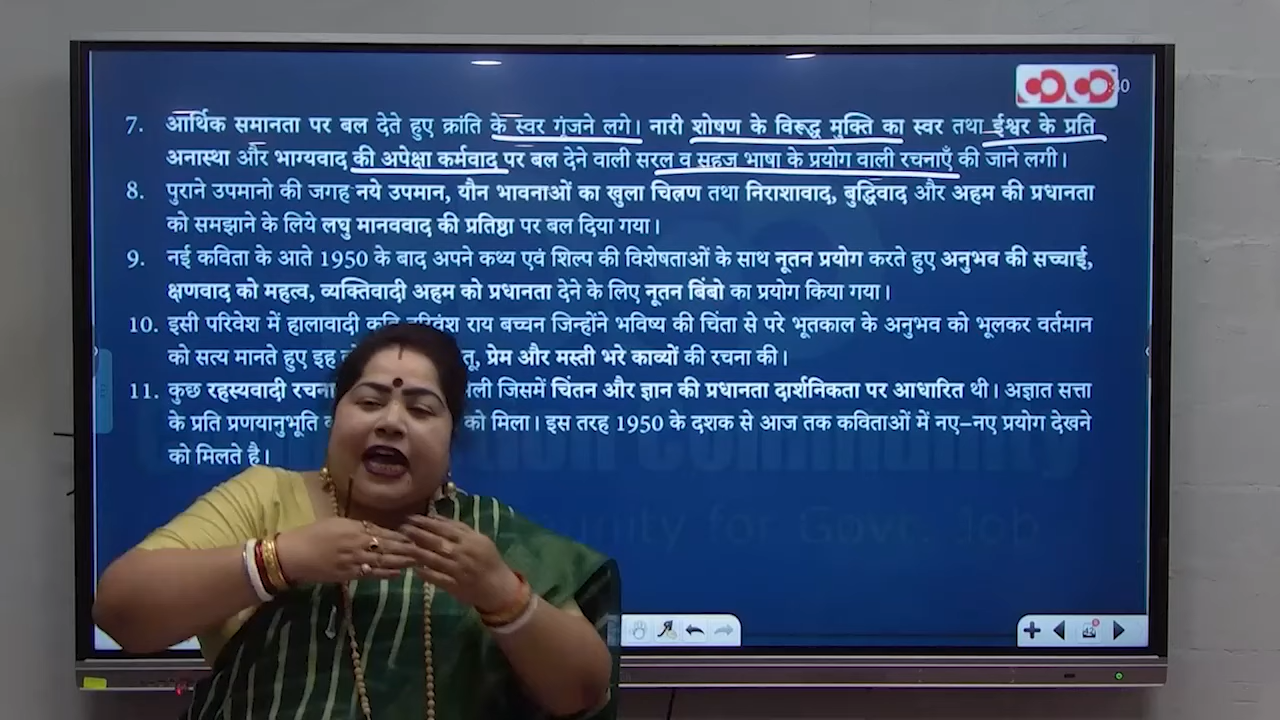 40
7. आर्थिक समानता पर बल देते हुए क्रांति के स्वर गूंजने लगे। नारी शोषण के विरूद्ध मुक्ति का स्वर तथा ईश्वर के प्रति
अनास्था और भाग्यवाद की अपेक्षा कर्मवाद पर बल देने वाली सरल व सहज भाषा के प्रयोग वाली रचनाएँ की जाने लगी।
8. पुराने उपमानो की जगह नये उपमान, यौन भावनाओं का खुला चित्रण तथा निराशावाद, बुद्धिवाद और अहम की प्रधानता
को समझाने के लिये लघु मानववाद की प्रतिष्ठा पर बल दिया गया।
9. नई कविता के आते 1950 के बाद अपने कथ्य एवं शिल्प की विशेषताओं के साथ नूतन प्रयोग करते हुए अनुभव की सच्चाई,
क्षणवाद को महत्व, व्यक्तिवादी अहम को प्रधानता देने के लिए नूतन बिंबो का प्रयोग किया गया।
10. इसी परिवेश में हालावादी कवि हरिवंश राय बच्चन जिन्होंने भविष्य की चिंता से परे भूतकाल के अनुभव को भूलकर वर्तमान
को सत्य मानते हुए इह प्रेम और मस्ती भरे काव्यों की रचना की।
11. कुछ रहस्यवादी जिसमें चिंतन और ज्ञान की प्रधानता दार्शनिकता पर आधारित थी। अज्ञात सत्ता
के प्रति प्रणयानुभूति को मिला। इस तरह 1950 के दशक से आज तक कविताओं में नए-नए प्रयोग देखने
को मिलते है।
Community
for Govt. Job